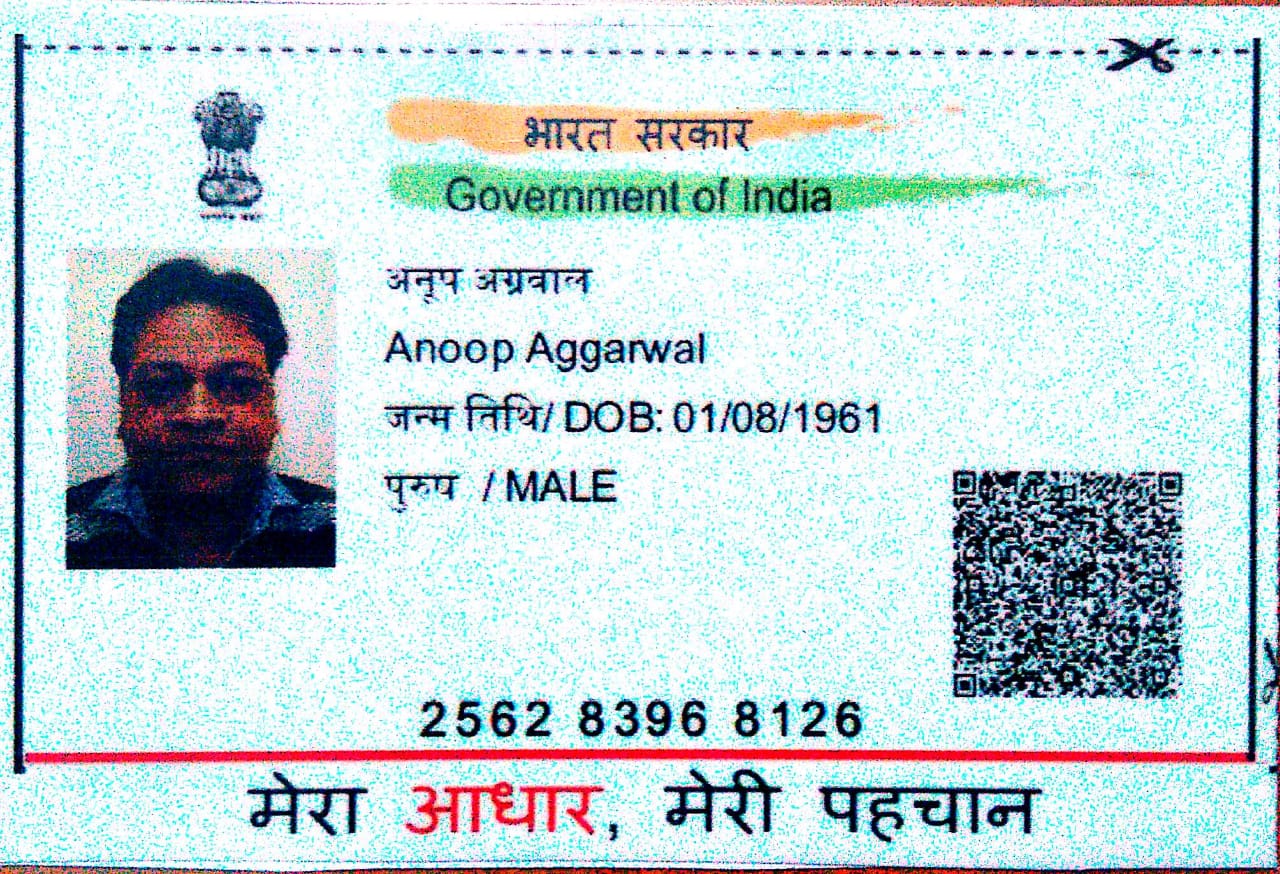 भारत सरकार
Government of India
अनूप अग्रवाल
Anoop Aggarwal
जन्म तिथि/ DOB: 01/08/1961
पुरुष / MALE
2562 8396 8126
मेरा आधार, मेरी पहचान